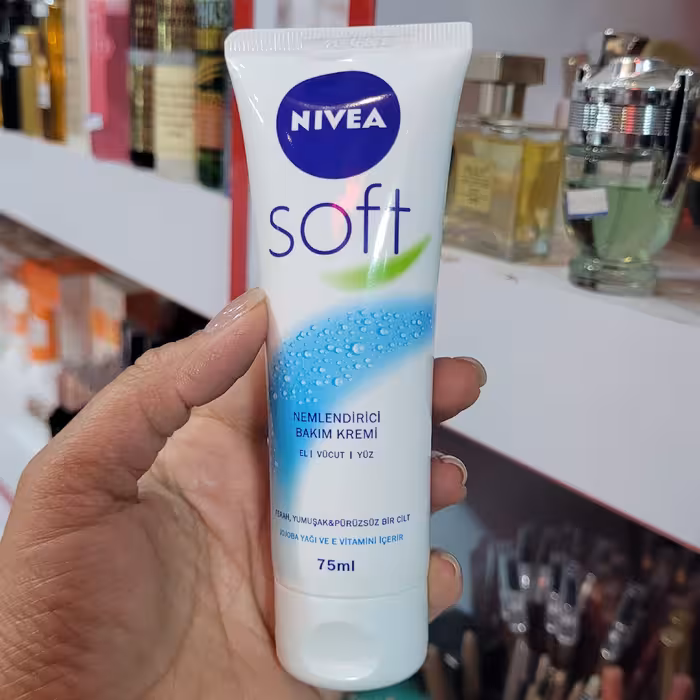 NIVEA
soft
NEMLENDİRİCİ
BAKIM KREMİ
EL | VÜCUT | YÜZ
FERAH, YUMUŞAK&PÜRÜZSÜZ BİR CİLT
JOJOBA YAĞI VE E VİTAMİNİ İÇERİR
75ml